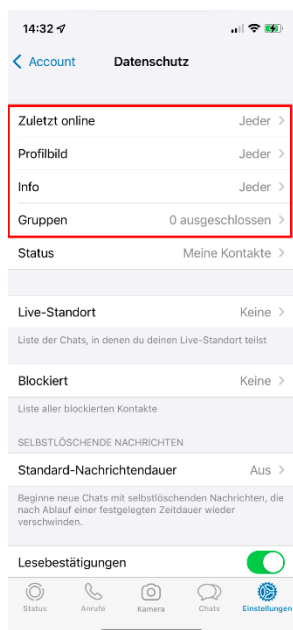 14:32
Account Datenschutz
Zuletzt online Jeder
Profilbild Jeder
Info Jeder
Gruppen 0 ausgeschlossen
Status Meine Kontakte
Live-Standort Keine
Liste der Chats, in denen du deinen Live-Standort teilst
Blockiert Keine
Liste aller blockierten Kontakte
SELBSTLÖSCHENDE NACHRICHTEN
Standard-Nachrichtendauer Aus
Beginne neue Chats mit selbstlöschenden Nachrichten, die
nach Ablauf einer festgelegten Zeitdauer wieder
verschwinden.
Lesebestätigungen
Status Anrufe Kamera Chats Einstellungen